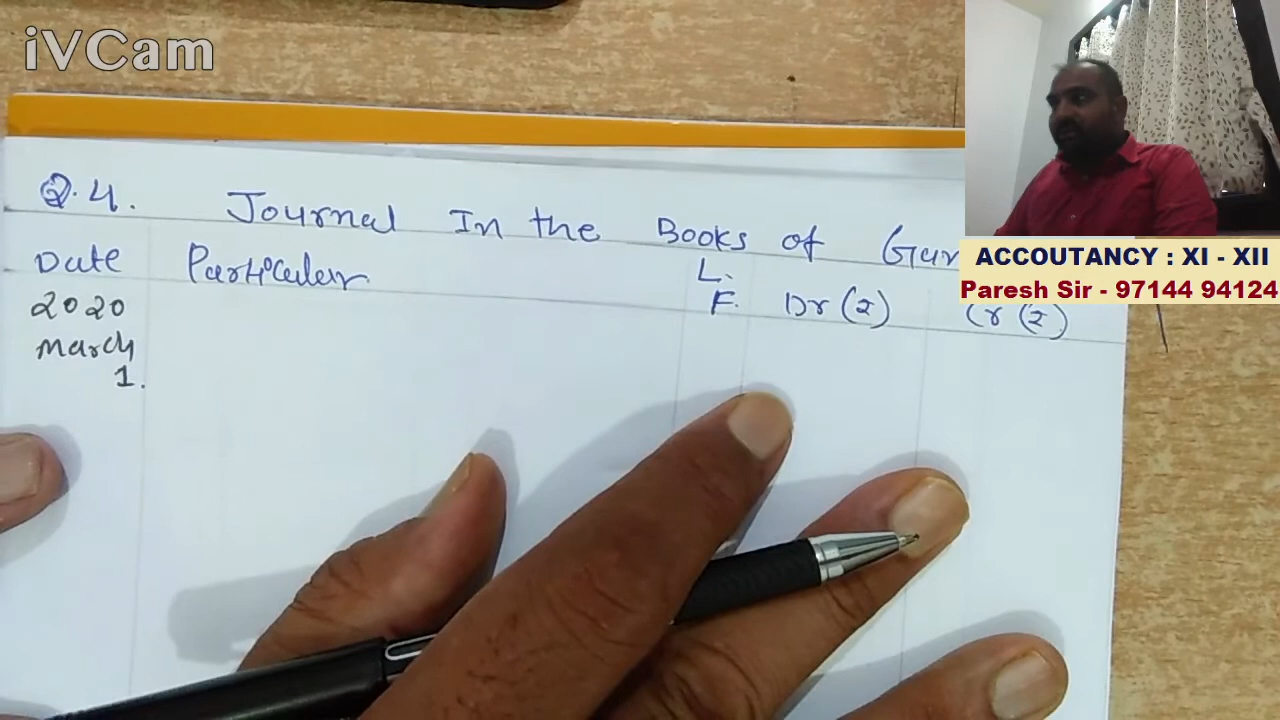 iVCam
Q.4. Journal In the Books of
Date Particular L. F. Dr (₹) Cr (₹)
2020
March
1.
ACCOUTANCY : XI - XII
Paresh Sir - 97144 94124